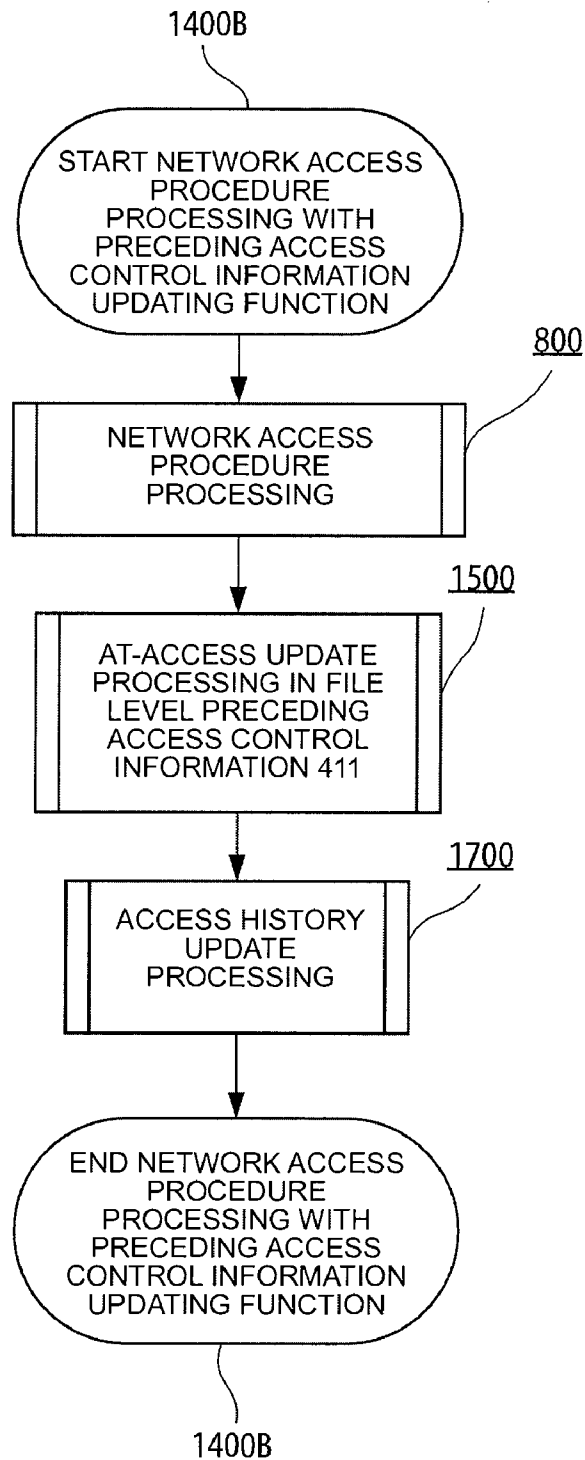 1400B
START NETWORK ACCESS
PROCEDURE
PROCESSING WITH
PRECEDING ACCESS
CONTROL INFORMATION
UPDATING FUNCTION
800
NETWORK ACCESS
PROCEDURE
PROCESSING
1500
AT-ACCESS UPDATE
PROCESSING IN FILE
LEVEL PRECEDING
ACCESS CONTROL
INFORMATION 411
1700
ACCESS HISTORY
UPDATE
PROCESSING
END NETWORK ACCESS
PROCEDURE
PROCESSING WITH
PRECEDING ACCESS
CONTROL INFORMATION
UPDATING FUNCTION
1400B